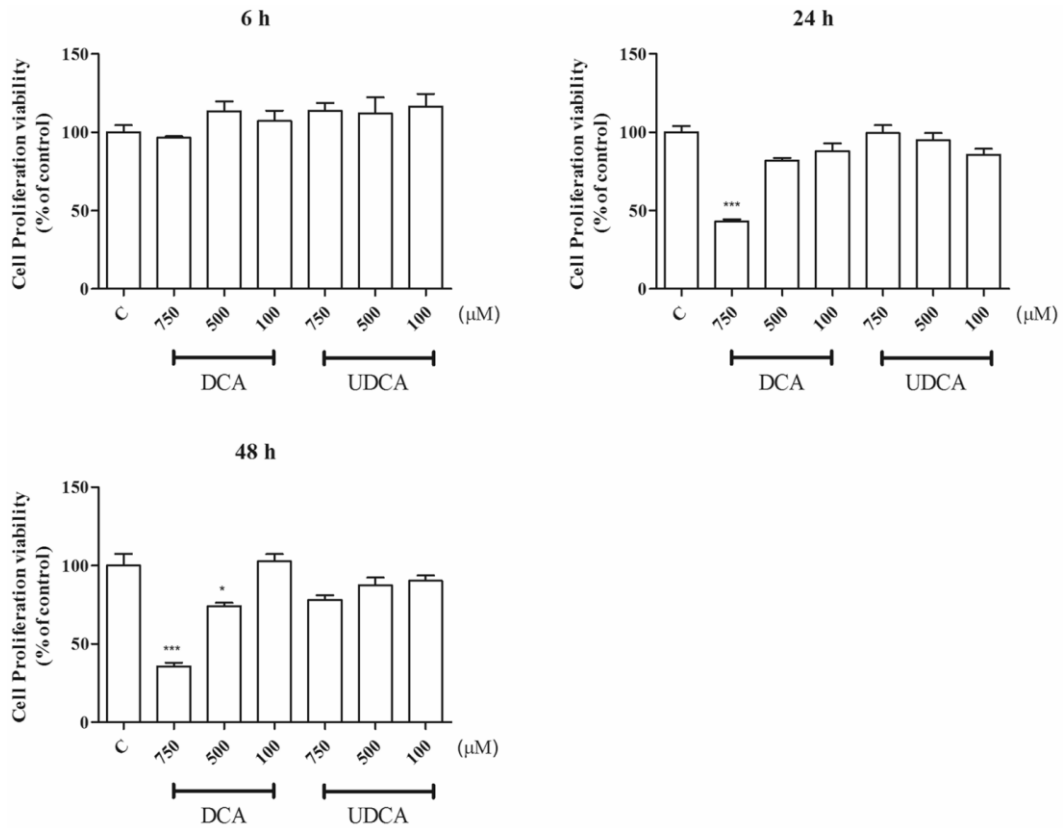 6 h
Cell Proliferation viability
(% of control)
150
100
50
0
C
750
500
100
750
500
100
(μM)
DCA
UDCA
24 h
Cell Proliferation viability
(% of control)
150
100
50
0
***
C
750
500
100
750
500
100
(μM)
DCA
UDCA
48 h
Cell Proliferation viability
(% of control)
150
100
50
0
***
*
C
750
500
100
750
500
100
(μM)
DCA
UDCA